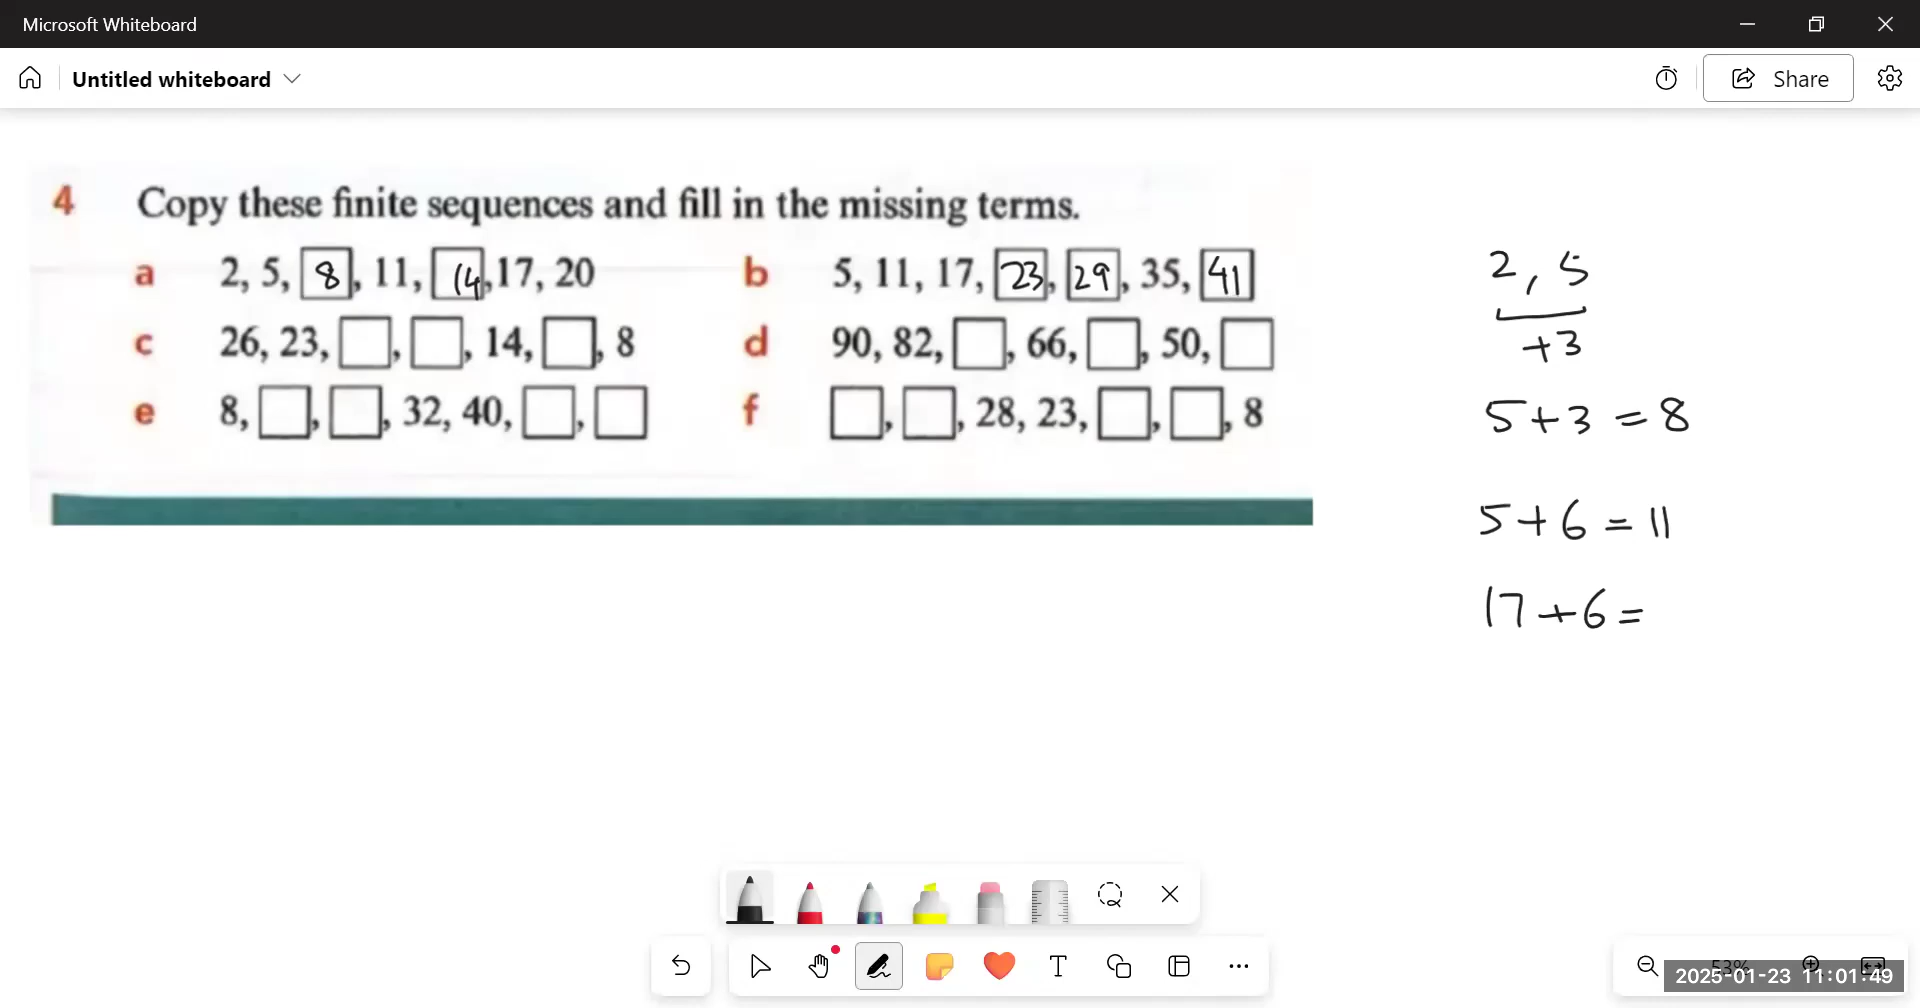 Microsoft Whiteboard
Untitled whiteboard
Share
4 Copy these finite sequences and fill in the missing terms.
a 2, 5, 8, 11, 14, 17, 20
b 5, 11, 17, 23, 29, 35, 41
c 26, 23, □, □, 14, □, 8
d 90, 82, □, 66, □, 50, □
e 8, □, □, 32, 40, □, □
f □, □, 28, 23, □, □, 8
2, 5
+3
5+3 = 8
5+6 = 11
17+6 =
53%
2025-01-23 11:01:49